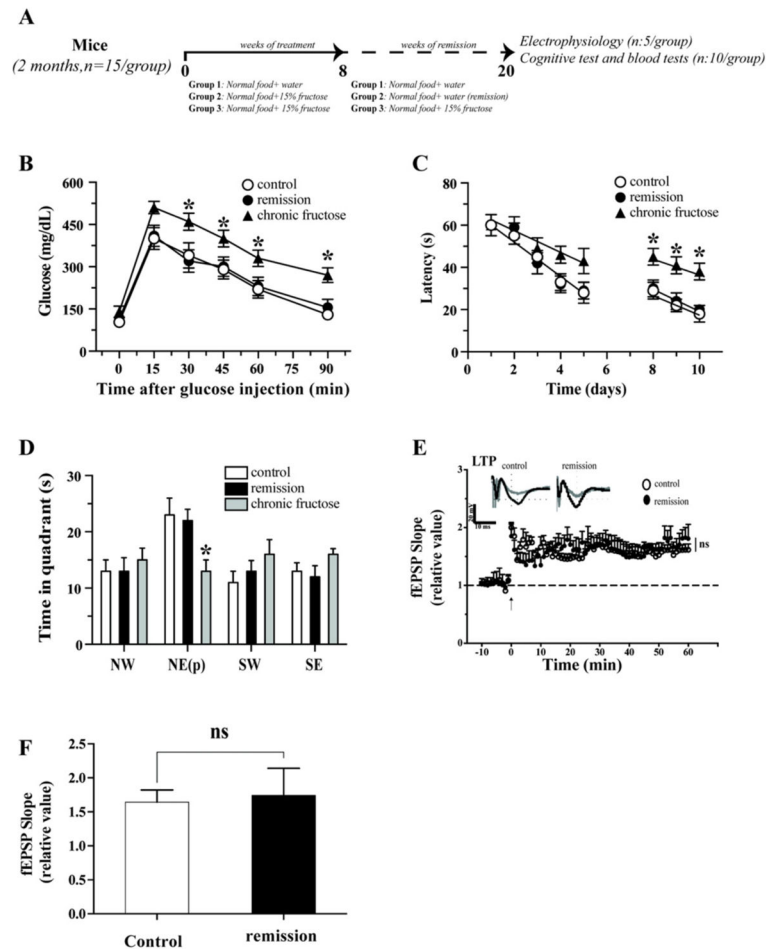 A
Mice
(2 months,n=15/group)
weeks of treatment
weeks of remission
0
8
20
Electrophysiology (n:5/group)
Cognitive test and blood tests (n:10/group)
Group 1: Normal food+ water
Group 2: Normal food+15% fructose
Group 3: Normal food+ 15% fructose
Group 1: Normal food+ water
Group 2: Normal food+ water (remission)
Group 3: Normal food+ 15% fructose
B
control
remission
chronic fructose
Glucose (mg/dL)
600
450
300
150
0
* * * *
0 15 30 45 60 75 90
Time after glucose injection (min)
C
control
remission
chronic fructose
Latency (s)
80
60
40
20
0
* * *
0 2 4 6 8 10
Time (days)
D
control
remission
chronic fructose
Time in quadrant (s)
30
20
10
0
*
NW NE(p) SW SE
E
LTP
control
remission
control
remission
20 mV
10 ms
fEPSP Slope
(relative value)
3
2
1
0
ns
-10 0 10 20 30 40 50 60
Time (min)
F
ns
fEPSP Slope
(relative value)
2.5
2.0
1.5
1.0
0.5
0.0
Control
remission